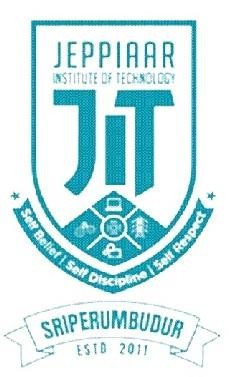 JEPPIAAR
INSTITUTE OF TECHNOLOGY
JiT
Self Belief | Self Discipline | Self Respect
SRIPERUMBUDUR
ESTD 2011